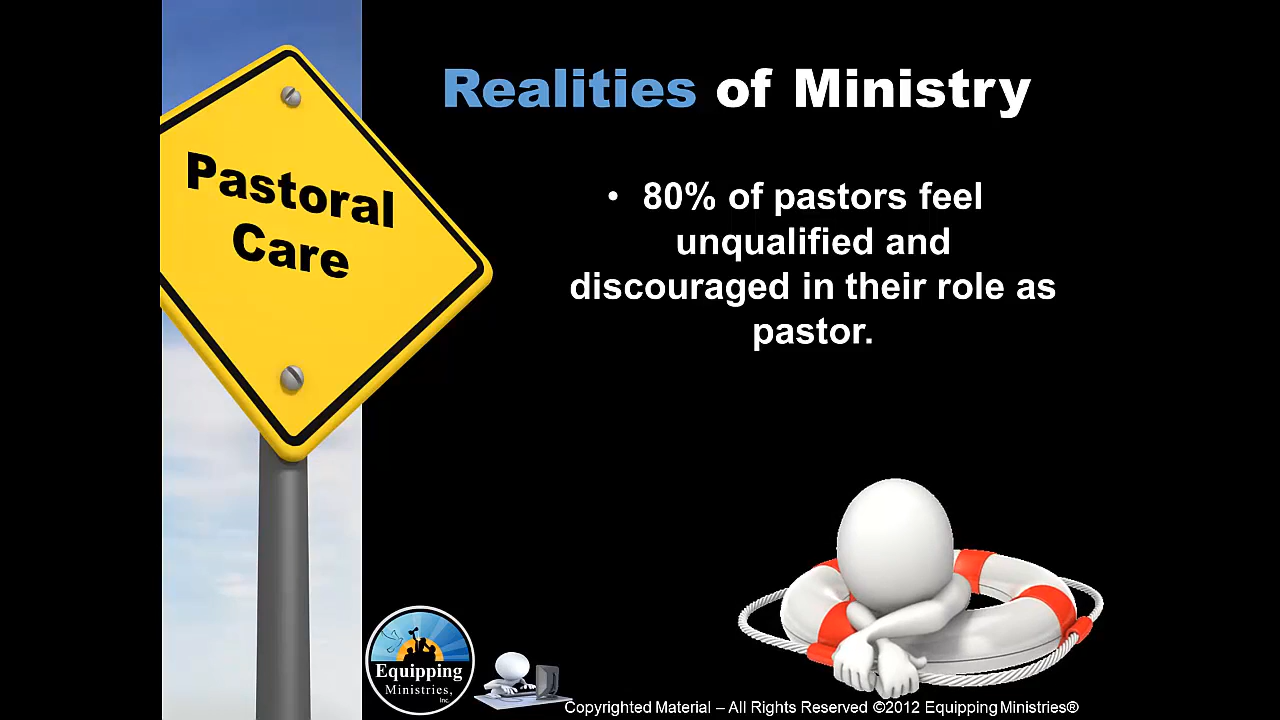 Realities of Ministry
Pastoral
Care
• 80% of pastors feel
unqualified and
discouraged in their role as
pastor.
Equipping
Ministries,
Inc.
Copyrighted Material – All Rights Reserved ©2012 Equipping Ministries®